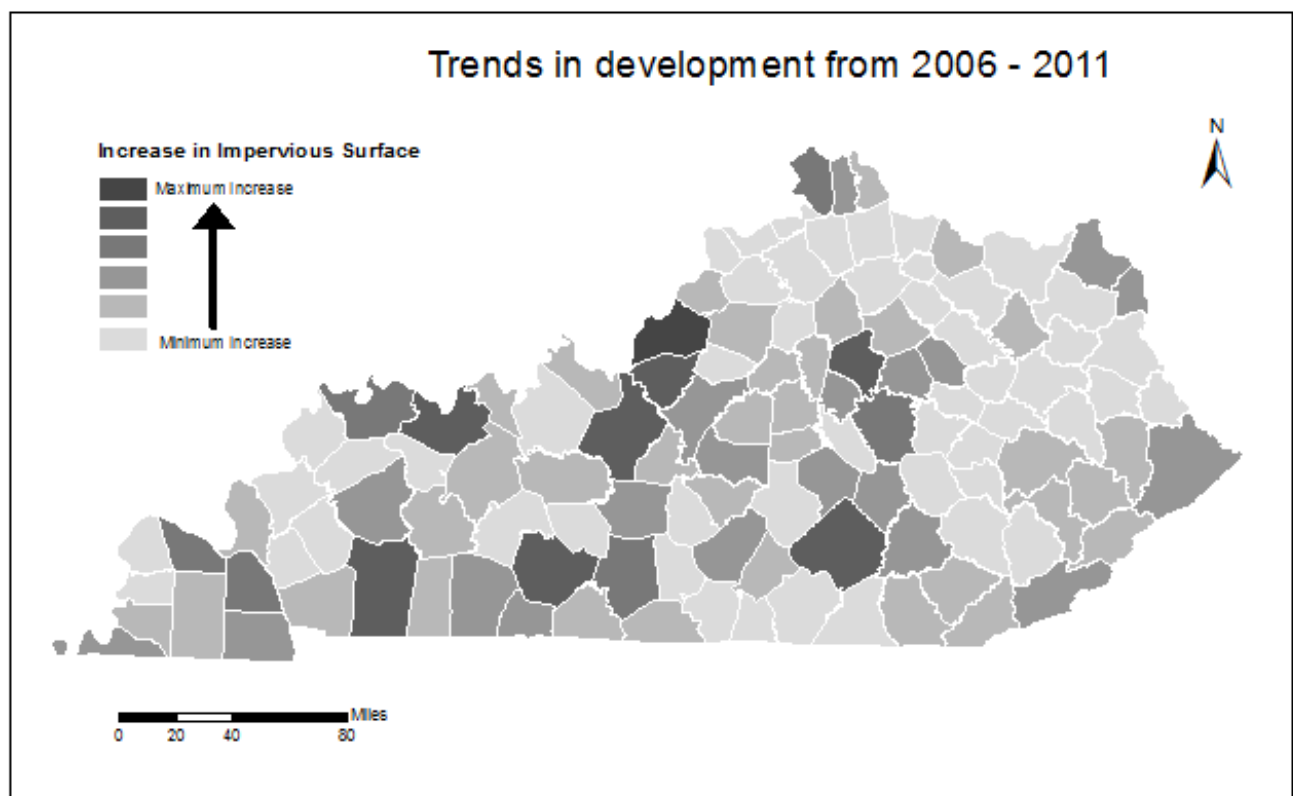 Trends in development from 2006 - 2011
N
Increase in Impervious Surface
Maximum Increase
Minimum Increase
Miles
0 20 40 80